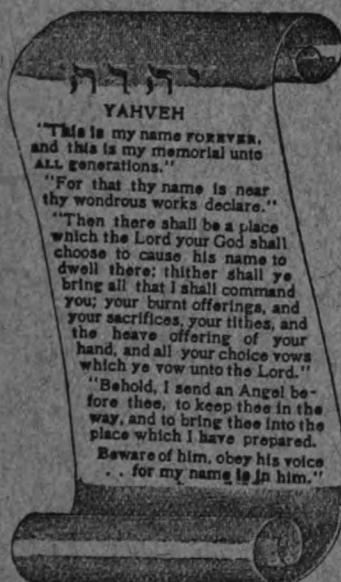 יהוה
YAHVEH
"This is my name FOREVER,
and this is my memorial unto
ALL generations."
"For that thy name is near
thy wondrous works declare."
"Then there shall be a place
which the Lord your God shall
choose to cause his name to
dwell there; thither shall ye
bring all that I shall command
you; your burnt offerings, and
your sacrifices, your tithes, and
the heave offering of your
hand, and all your choice vows
which ye vow unto the Lord."
"Behold, I send an Angel be-
fore thee, to keep thee in the
way, and to bring thee into the
place which I have prepared.
Beware of him, obey his voice
. . for my name is in him."